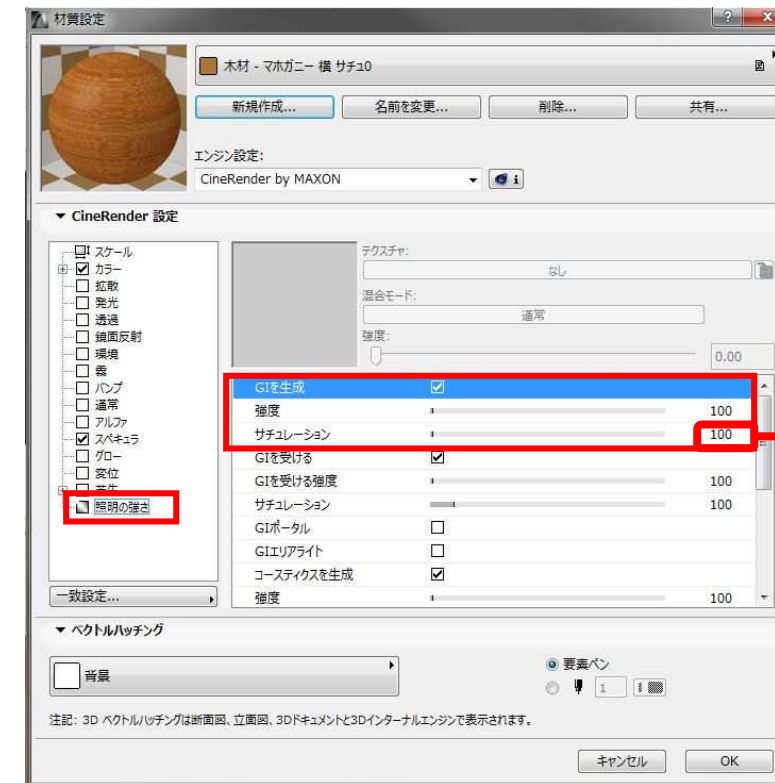 材質設定
木材 - マホガニー 横 サチュ0
新規作成... 名前を変更... 削除... 共有...
エンジン設定:
CineRender by MAXON
i
CineRender 設定
スケール
カラー
拡散
発光
透過
鏡面反射
環境
霧
バンプ
通常
アルファ
スペキュラ
グロー
変位
芝生
照明の強さ
一致設定...
テクスチャ:
なし
混合モード:
通常
強度:
0.00
GIを生成
強度 100
サチュレーション 100
GIを受ける
GIを受ける強度 100
サチュレーション 100
GIポータル
GIエリアライト
コースティクスを生成
強度 100
ベクトルハッチング
背景
要素ペン
1
注記: 3D ベクトルハッチングは断面図、立面図、3Dドキュメントと3Dインターナルエンジンで表示されます。
キャンセル OK